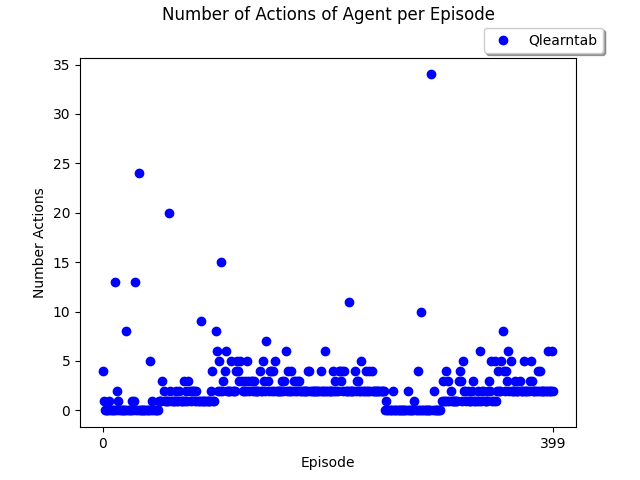 Number of Actions of Agent per Episode
Qlearntab
35
30
25
20
15
10
5
0
Number Actions
0
399
Episode